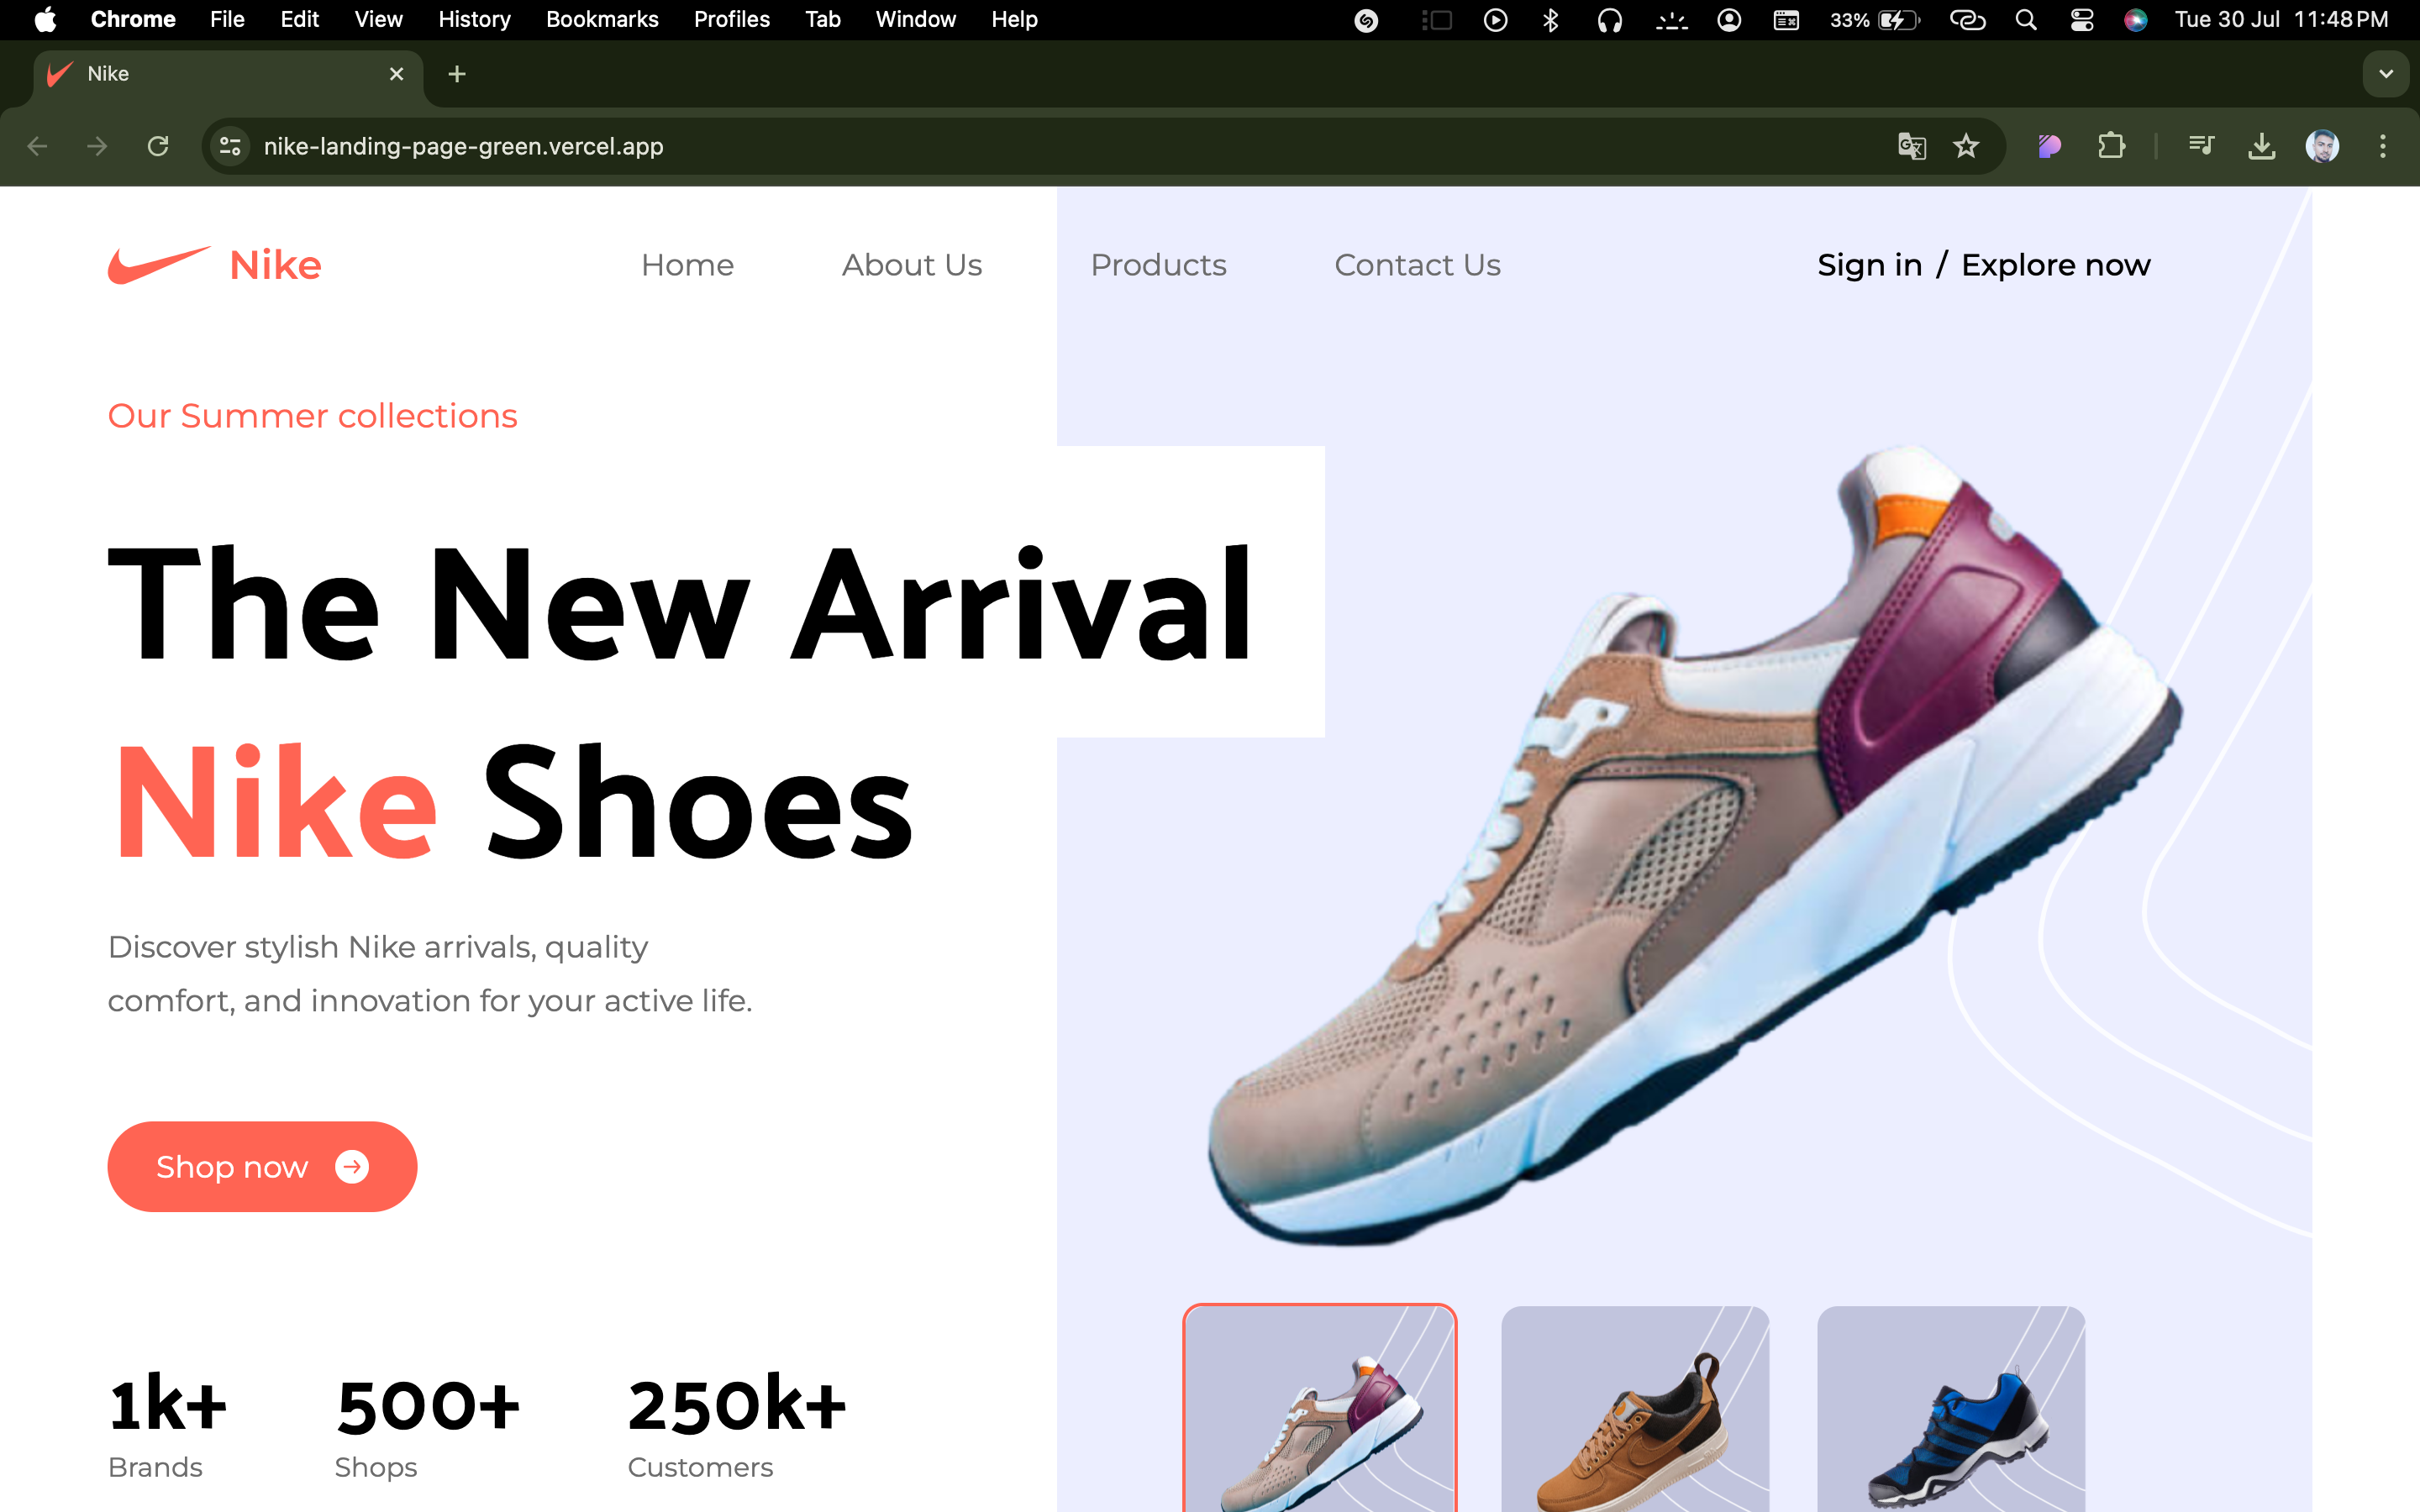 Chrome File Edit View History Bookmarks Profiles Tab Window Help 33% Tue 30 Jul 11:48 PM
Nike
nike-landing-page-green.vercel.app
Nike Home About Us Products Contact Us Sign in / Explore now
Our Summer collections
The New Arrival
Nike Shoes
Discover stylish Nike arrivals, quality
comfort, and innovation for your active life.
Shop now
1k+ 500+ 250k+
Brands Shops Customers